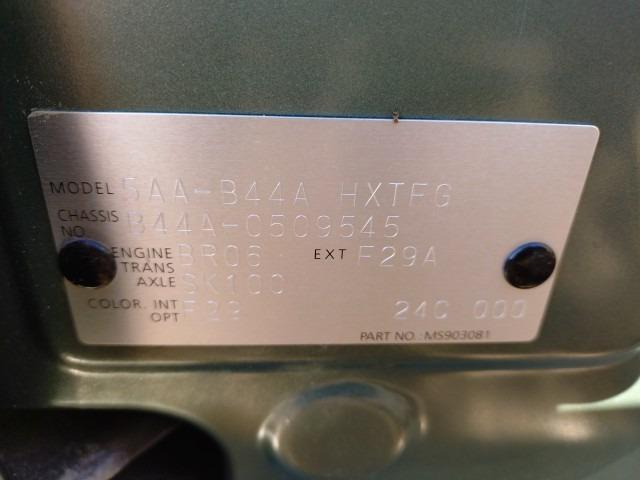 MODEL 5AA-B44A HXTFG
CHASSIS NO. B44A-0509545
ENGINE BR06 EXT F29A
TRANS AXLE
COLOR. INT F29 24C 000
OPT
PART NO.: MS903081